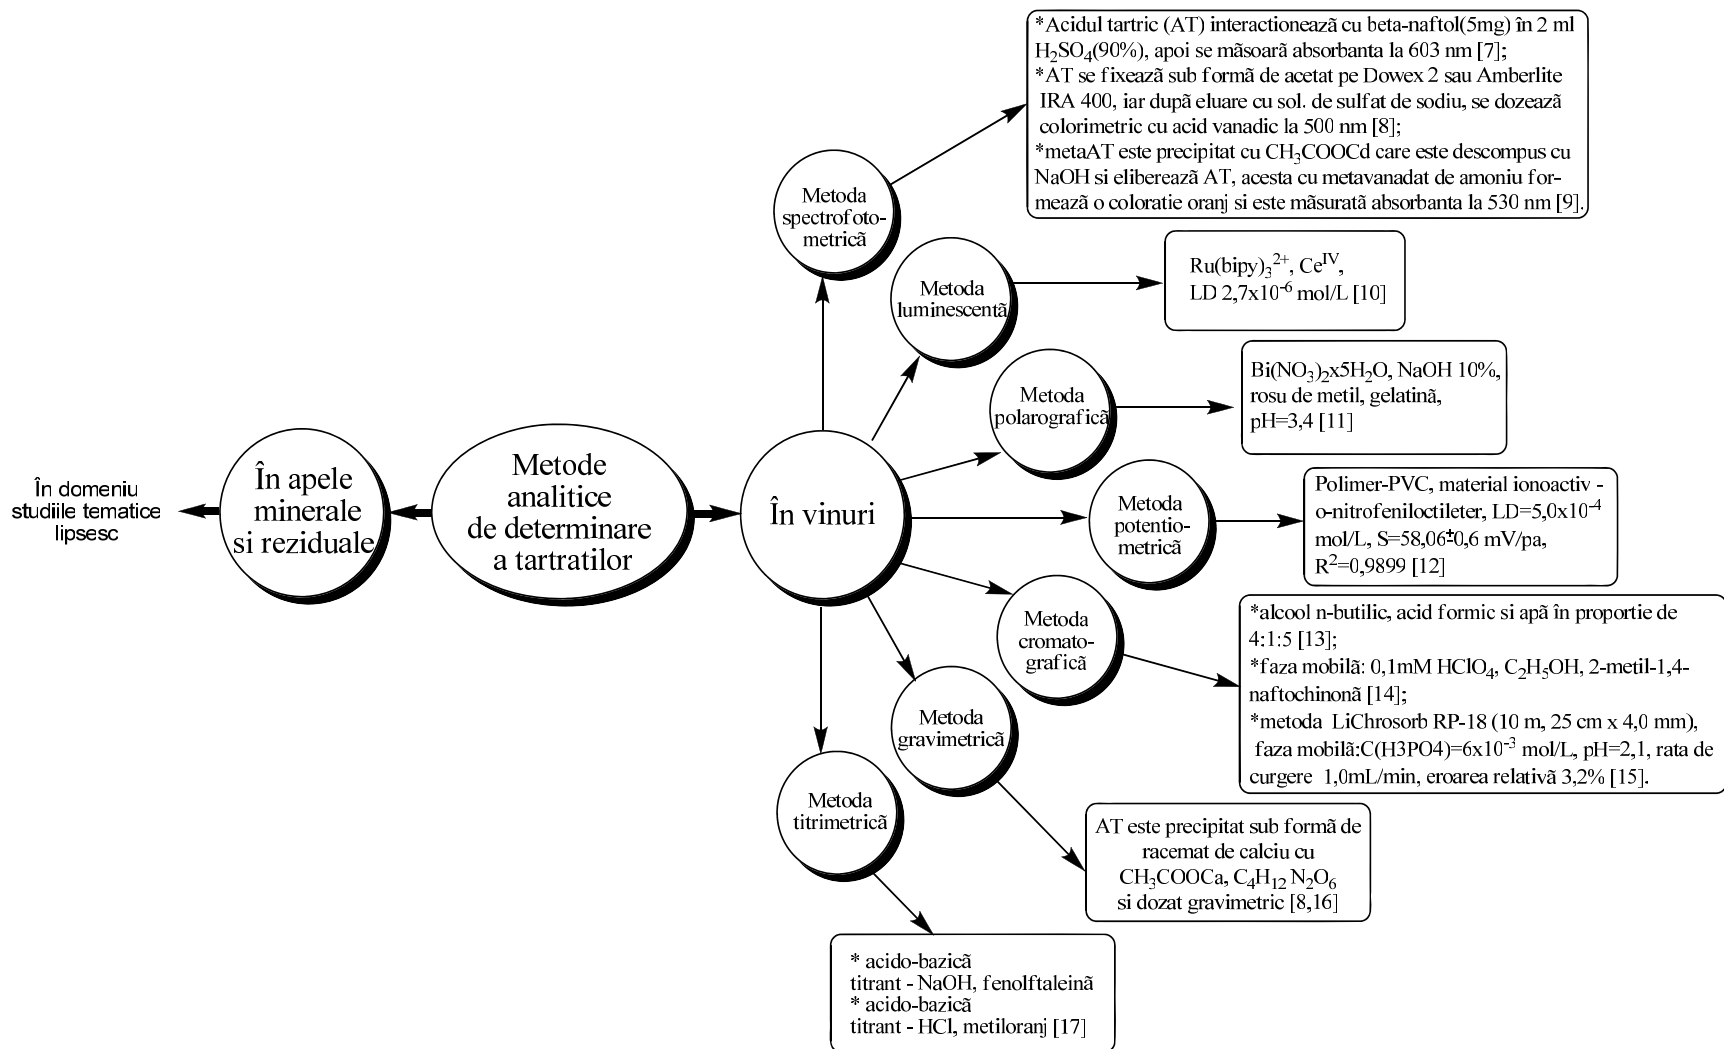 În domeniu
studiile tematice
lipsesc
În apele
minerale
si reziduale
Metode
analitice
de determinare
a tartratilor
În vinuri
Metoda
spectrofoto-
metricã
*Acidul tartric (AT) interactioneazã cu beta-naftol(5mg) în 2 ml
H₂SO₄(90%), apoi se mãsoarã absorbanta la 603 nm [7];
*AT se fixeazã sub formã de acetat pe Dowex 2 sau Amberlite
IRA 400, iar dupã eluare cu sol. de sulfat de sodiu, se dozeazã
colorimetric cu acid vanadic la 500 nm [8];
*metaAT este precipitat cu CH₃COOCd care este descompus cu
NaOH si elibereazã AT, acesta cu metavanadat de amoniu for-
meazã o coloratie oranj si este mãsuratã absorbanta la 530 nm [9].
Metoda
luminescentã
Ru(bipy)₃²⁺, Ceᴵⱽ,
LD 2,7x10⁻⁶ mol/L [10]
Metoda
polarograficã
Bi(NO₃)₂x5H₂O, NaOH 10%,
rosu de metil, gelatinã,
pH=3,4 [11]
Metoda
potentio-
metricã
Polimer-PVC, material ionoactiv -
o-nitrofeniloctileter, LD=5,0x10⁻⁴
mol/L, S=58,06±0,6 mV/pa,
R²=0,9899 [12]
Metoda
cromato-
graficã
*alcool n-butilic, acid formic si apã în proportie de
4:1:5 [13];
*faza mobilã: 0,1mM HClO₄, C₂H₅OH, 2-metil-1,4-
naftochinonã [14];
*metoda LiChrosorb RP-18 (10 m, 25 cm x 4,0 mm),
faza mobilã:C(H3PO4)=6x10⁻³ mol/L, pH=2,1, rata de
curgere 1,0mL/min, eroarea relativã 3,2% [15].
Metoda
gravimetricã
AT este precipitat sub formã de
racemat de calciu cu
CH₃COOCa, C₄H₁₂ N₂O₆
si dozat gravimetric [8,16]
Metoda
titrimetricã
* acido-bazicã
titrant - NaOH, fenolftaleinã
* acido-bazicã
titrant - HCl, metiloranj [17]